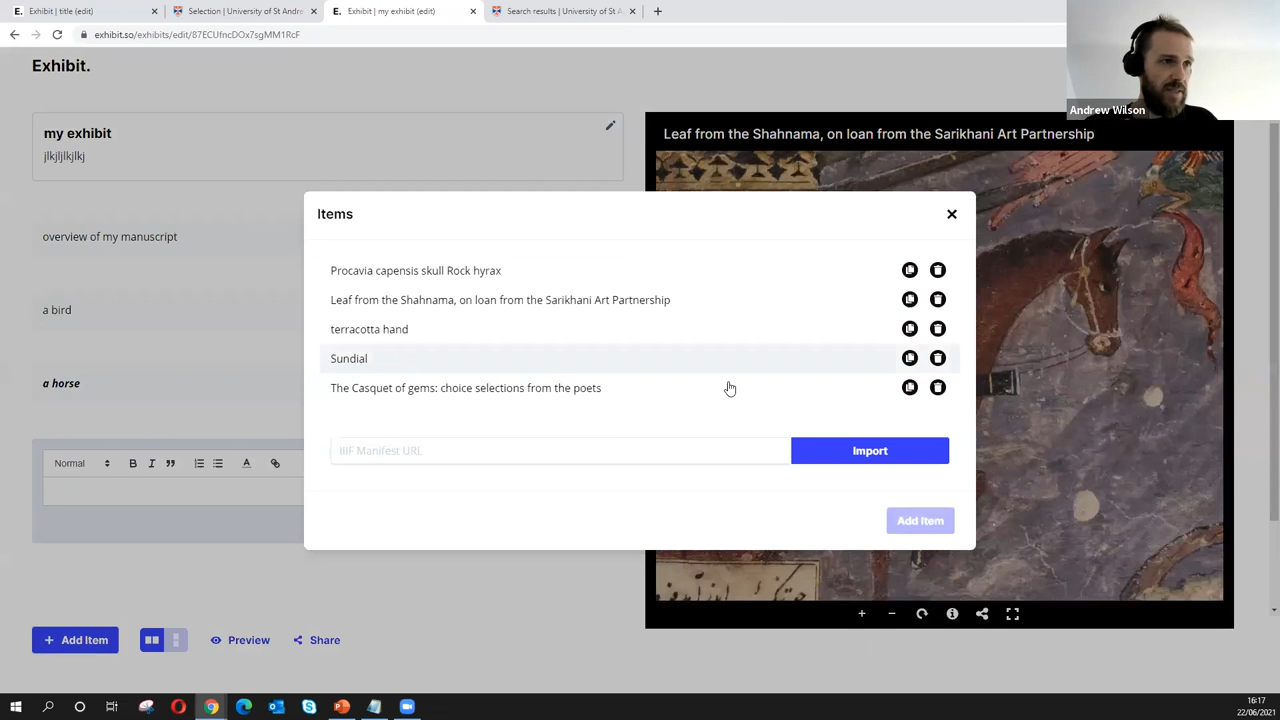 Exhibit | title (edit)
Selection | University of St Andre
Exhibit | my exhibit (edit)
Search results | University of St A
exhibit.so/exhibits/edit/87ECUfncDOx7sgMM1RcF
Andrew Wilson
Exhibit.
my exhibit
jlkjljlkjlkj
overview of my manuscript
a bird
a horse
Normal
Leaf from the Shahnama, on loan from the Sarikhani Art Partnership
Items
Procavia capensis skull Rock hyrax
Leaf from the Shahnama, on loan from the Sarikhani Art Partnership
terracotta hand
Sundial
The Casquet of gems: choice selections from the poets
IIIF Manifest URL
Import
Add Item
+ Add Item
Preview
Share
16:17
22/06/2021